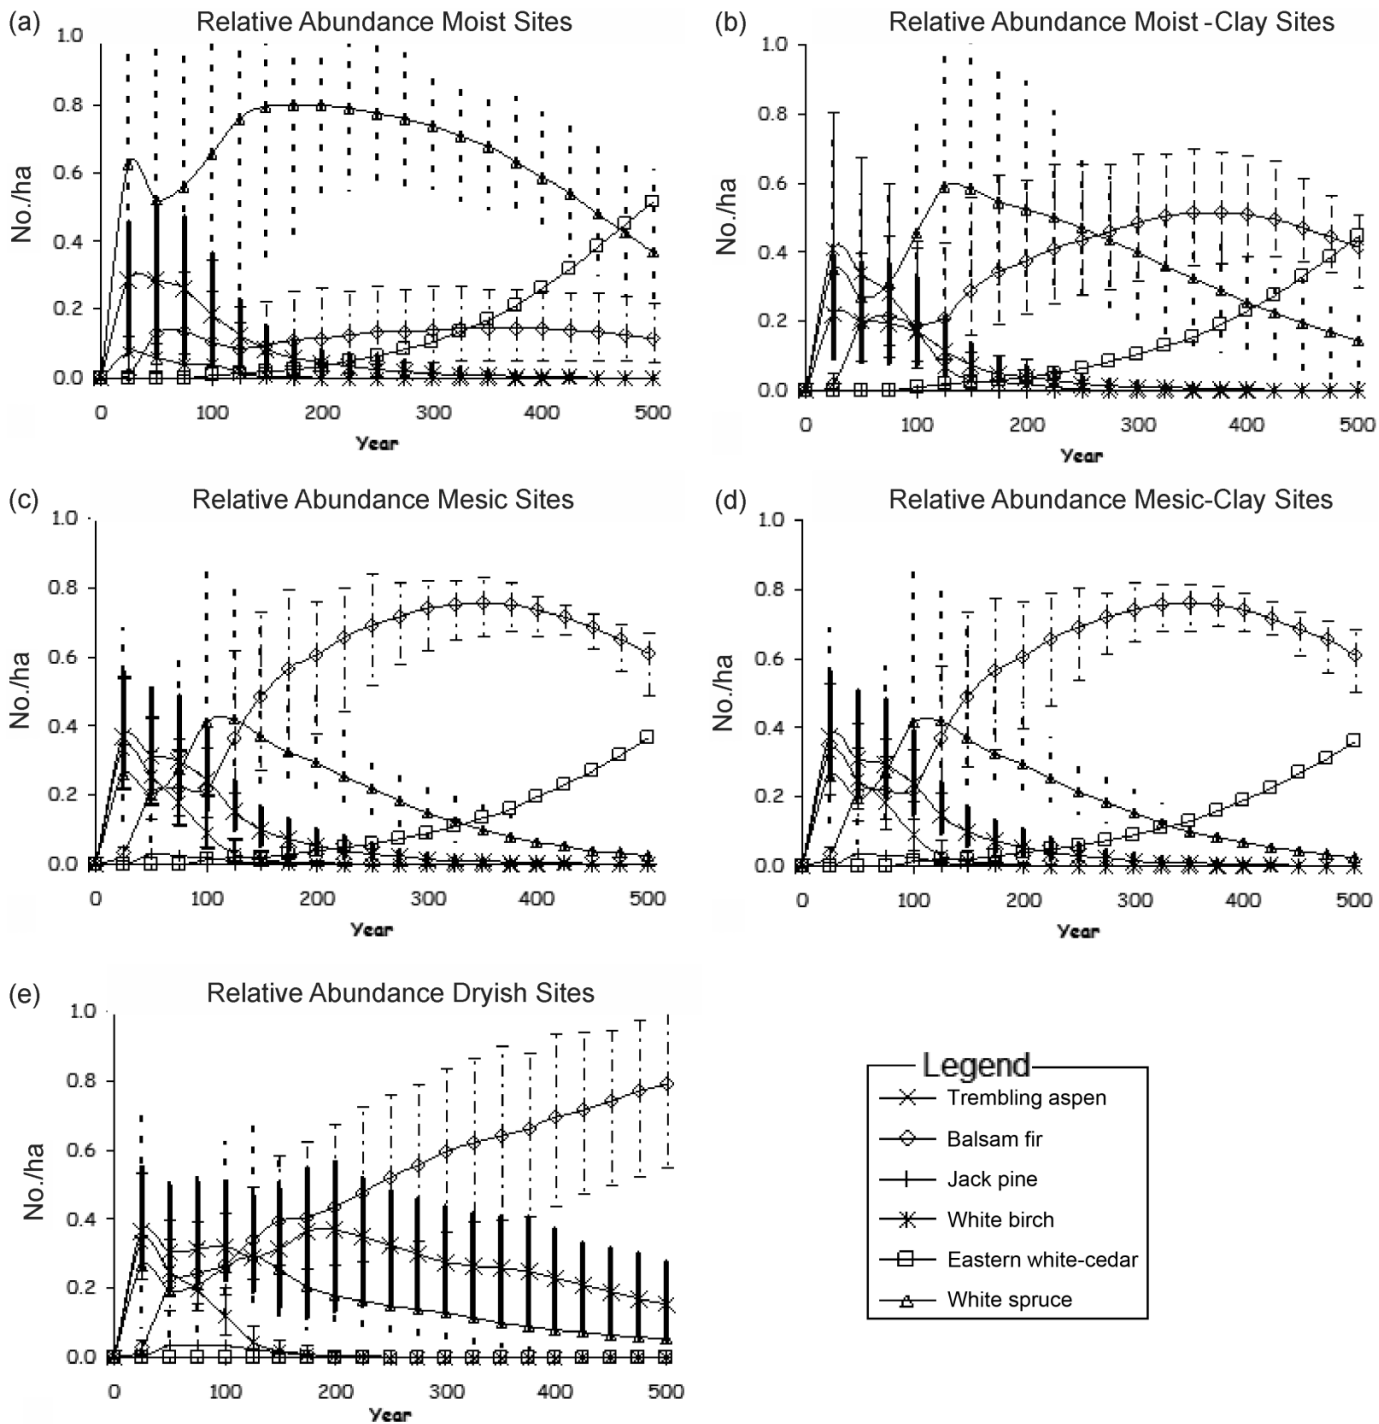 (a) Relative Abundance Moist Sites
1.0
0.8
0.6
0.4
0.2
0.0
No./ha
0 100 200 300 400 500
Year
(b) Relative Abundance Moist -Clay Sites
1.0
0.8
0.6
0.4
0.2
0.0
No./ha
0 100 200 300 400 500
Year
(c) Relative Abundance Mesic Sites
1.0
0.8
0.6
0.4
0.2
0.0
No./ha
0 100 200 300 400 500
Year
(d) Relative Abundance Mesic-Clay Sites
1.0
0.8
0.6
0.4
0.2
0.0
No./ha
0 100 200 300 400 500
Year
(e) Relative Abundance Dryish Sites
1.0
0.8
0.6
0.4
0.2
0.0
No./ha
0 100 200 300 400 500
Year
Legend
Trembling aspen
Balsam fir
Jack pine
White birch
Eastern white-cedar
White spruce